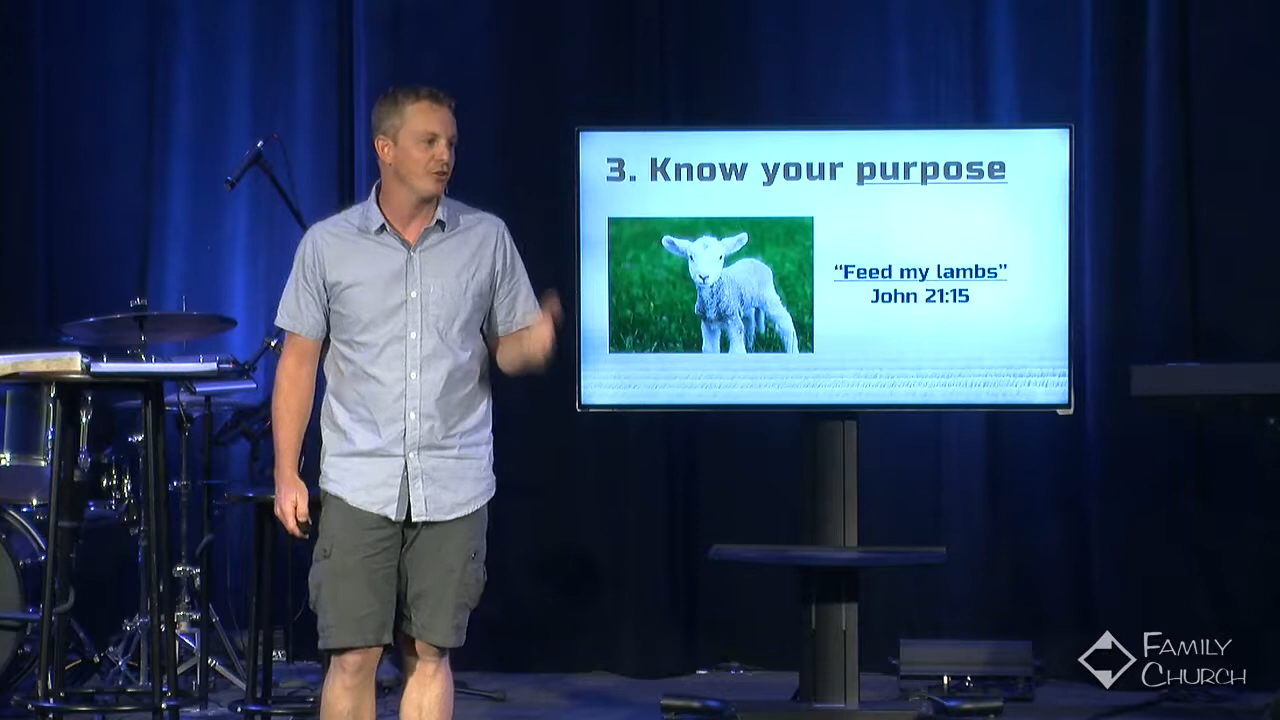 3. Know your purpose
“Feed my lambs”
John 21:15
Family
Church